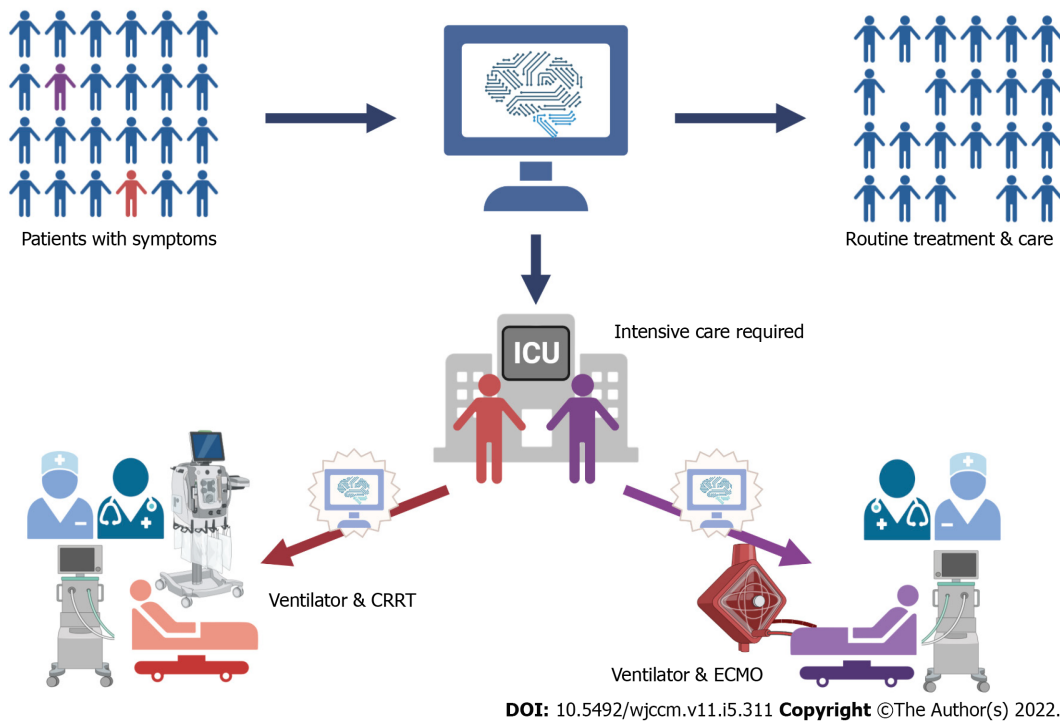 Patients with symptoms
Routine treatment & care
Intensive care required
ICU
Ventilator & CRRT
Ventilator & ECMO
DOI: 10.5492/wjccm.v11.i5.311 Copyright ©The Author(s) 2022.